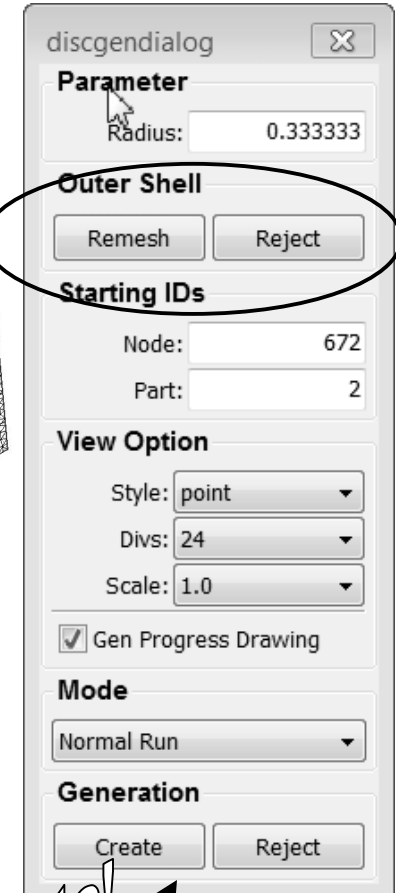 discgendialog
Parameter
Radius: 0.333333
Outer Shell
Remesh Reject
Starting IDs
Node: 672
Part: 2
View Option
Style: point
Divs: 24
Scale: 1.0
Gen Progress Drawing
Mode
Normal Run
Generation
Create Reject